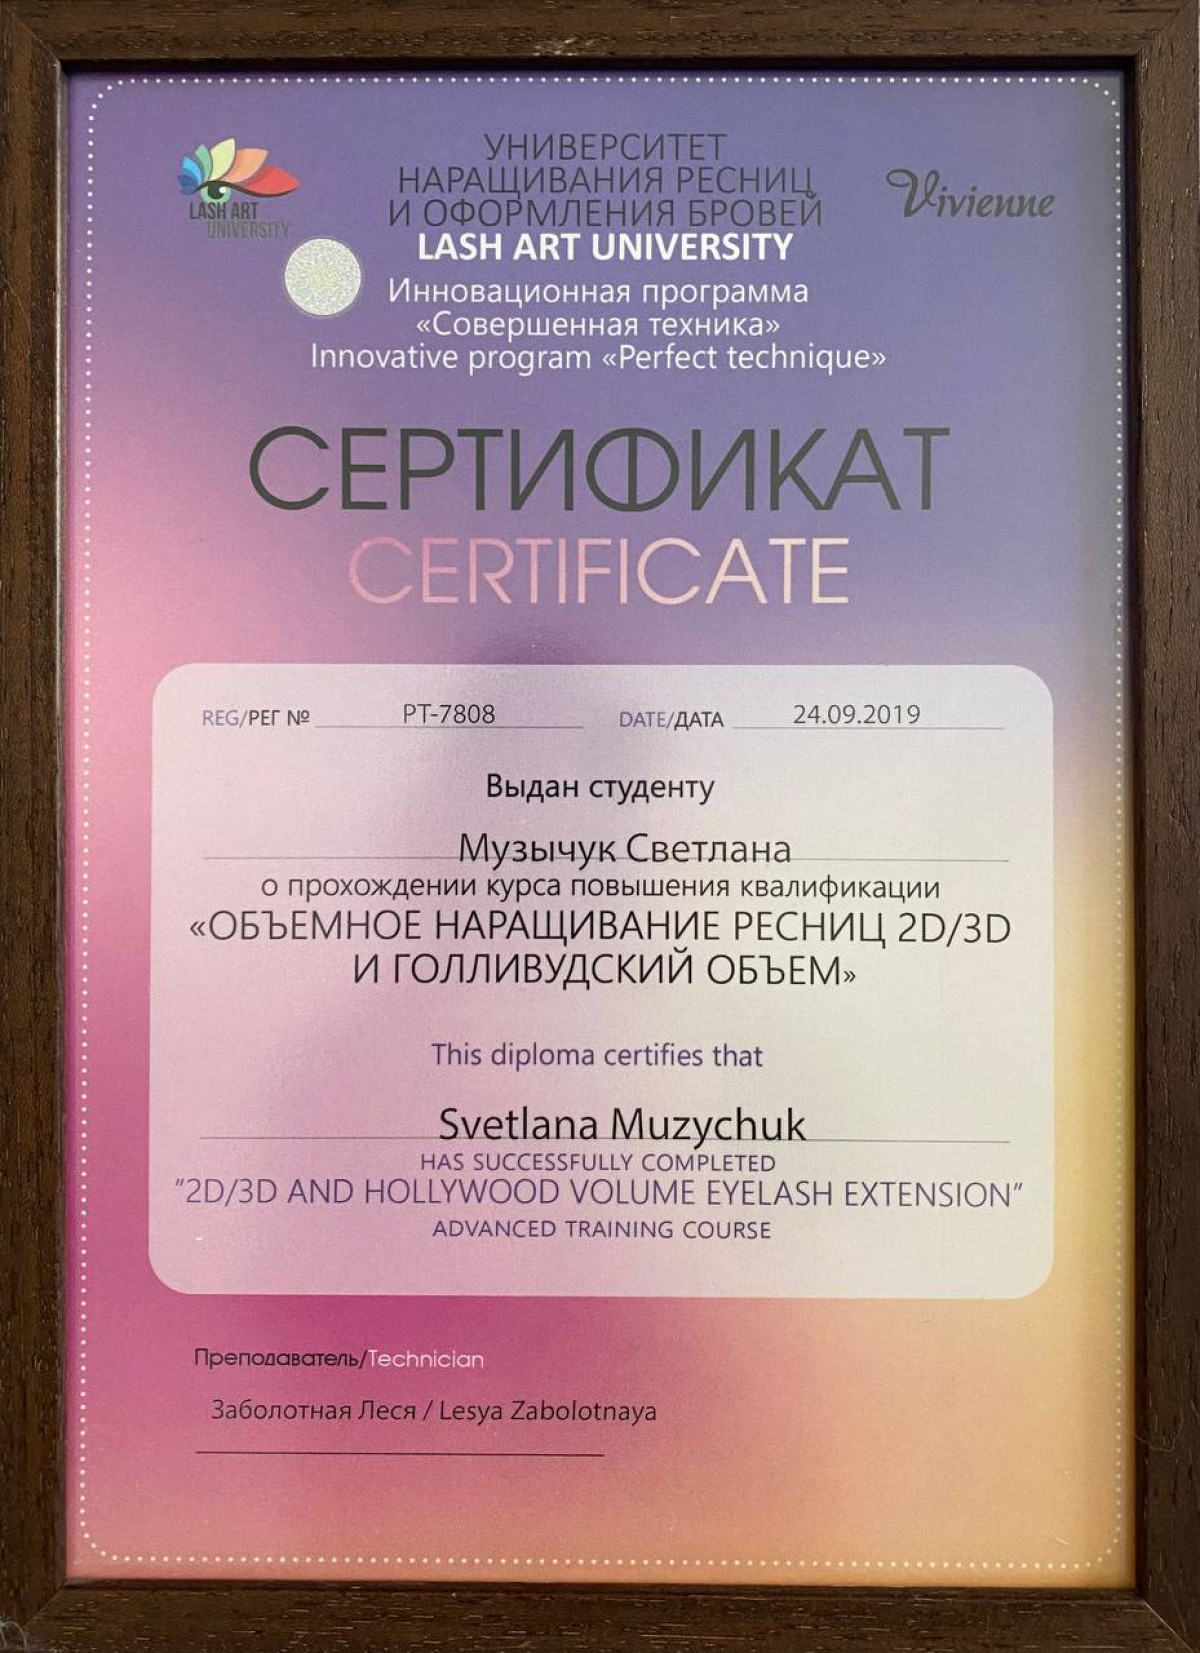 LASH ART
UNIVERSITY
УНИВЕРСИТЕТ
НАРАЩИВАНИЯ РЕСНИЦ
И ОФОРМЛЕНИЯ БРОВЕЙ
LASH ART UNIVERSITY
Vivienne
Инновационная программа
«Совершенная техника»
Innovative program «Perfect technique»
СЕРТИФИКАТ
CERTIFICATE
REG/РЕГ № PT-7808 DATE/ДАТА 24.09.2019
Выдан студенту
Музычук Светлана
о прохождении курса повышения квалификации
«ОБЪЕМНОЕ НАРАЩИВАНИЕ РЕСНИЦ 2D/3D
И ГОЛЛИВУДСКИЙ ОБЪЕМ»
This diploma certifies that
Svetlana Muzychuk
HAS SUCCESSFULLY COMPLETED
"2D/3D AND HOLLYWOOD VOLUME EYELASH EXTENSION"
ADVANCED TRAINING COURSE
Преподаватель/Technician
Заболотная Леся / Lesya Zabolotnaya